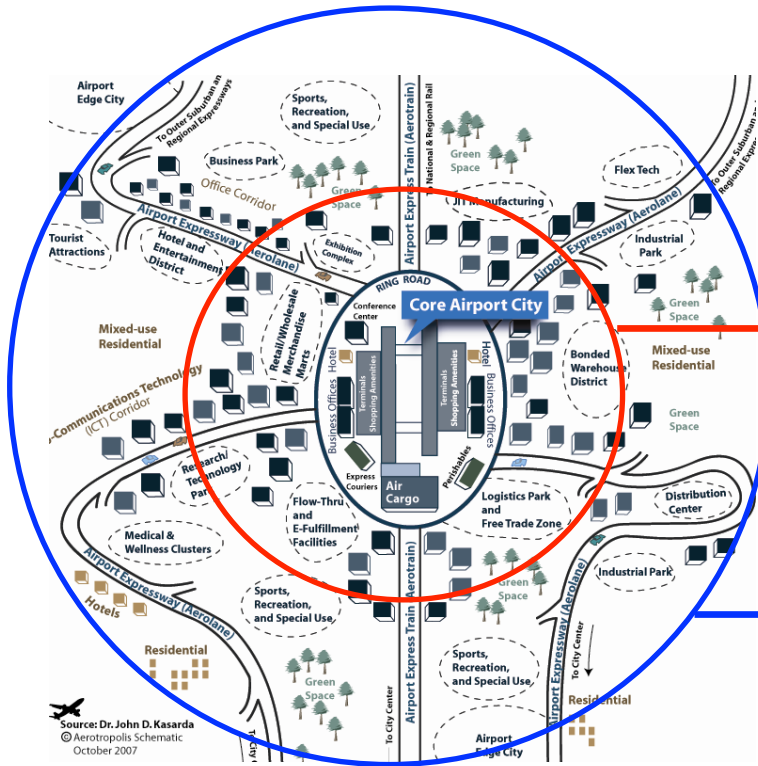 Airport
Edge City
To Outer Suburban an
Regional Expressways
Sports,
Recreation,
and Special Use
Business Park
Office Corridor
Green
Space
Airport Express Train (Aerotrain)
To National & Regional Rail
Green
Space
JIT Manufacturing
Flex Tech
To Outer Suburban an
Regional Expres
Airport Expressway (Aerolane)
Tourist
Attractions
Hotel and
Entertainment
District
Exhibition
Complex
Airport Expressway (Aerolane)
Industrial
Park
Green
Space
RING ROAD
Core Airport City
Conference
Center
Mixed-use
Residential
Retail/Wholesale
Merchandise
Marts
Hotel
Business Offices
Terminals
Shopping Amenities
Terminals
Shopping Amenities
Hotel
Business Offices
Bonded
Warehouse
District
Mixed-use
Residential
Green
Space
-Communications Technology
(ICT) Corridor
Research/
Technology
Park
Express
Couriers
Air
Cargo
Perishables
Flow-Thru
and
E-Fulfillment
Facilities
Logistics Park
and
Free Trade Zone
Distribution
Center
Medical &
Wellness Clusters
Airport Expressway (Aerolane)
Hotels
Sports,
Recreation,
and Special Use
Airport Express Train (Aerotrain)
Green
Space
Airport Expressway (Aerolane)
Industrial Park
Residential
Green
Space
To City Center
Sports,
Recreation,
and Special Use
To City Center
Residential
Airport
Edge City
To City C
Source: Dr. John D. Kasarda
© Aerotropolis Schematic
October 2007